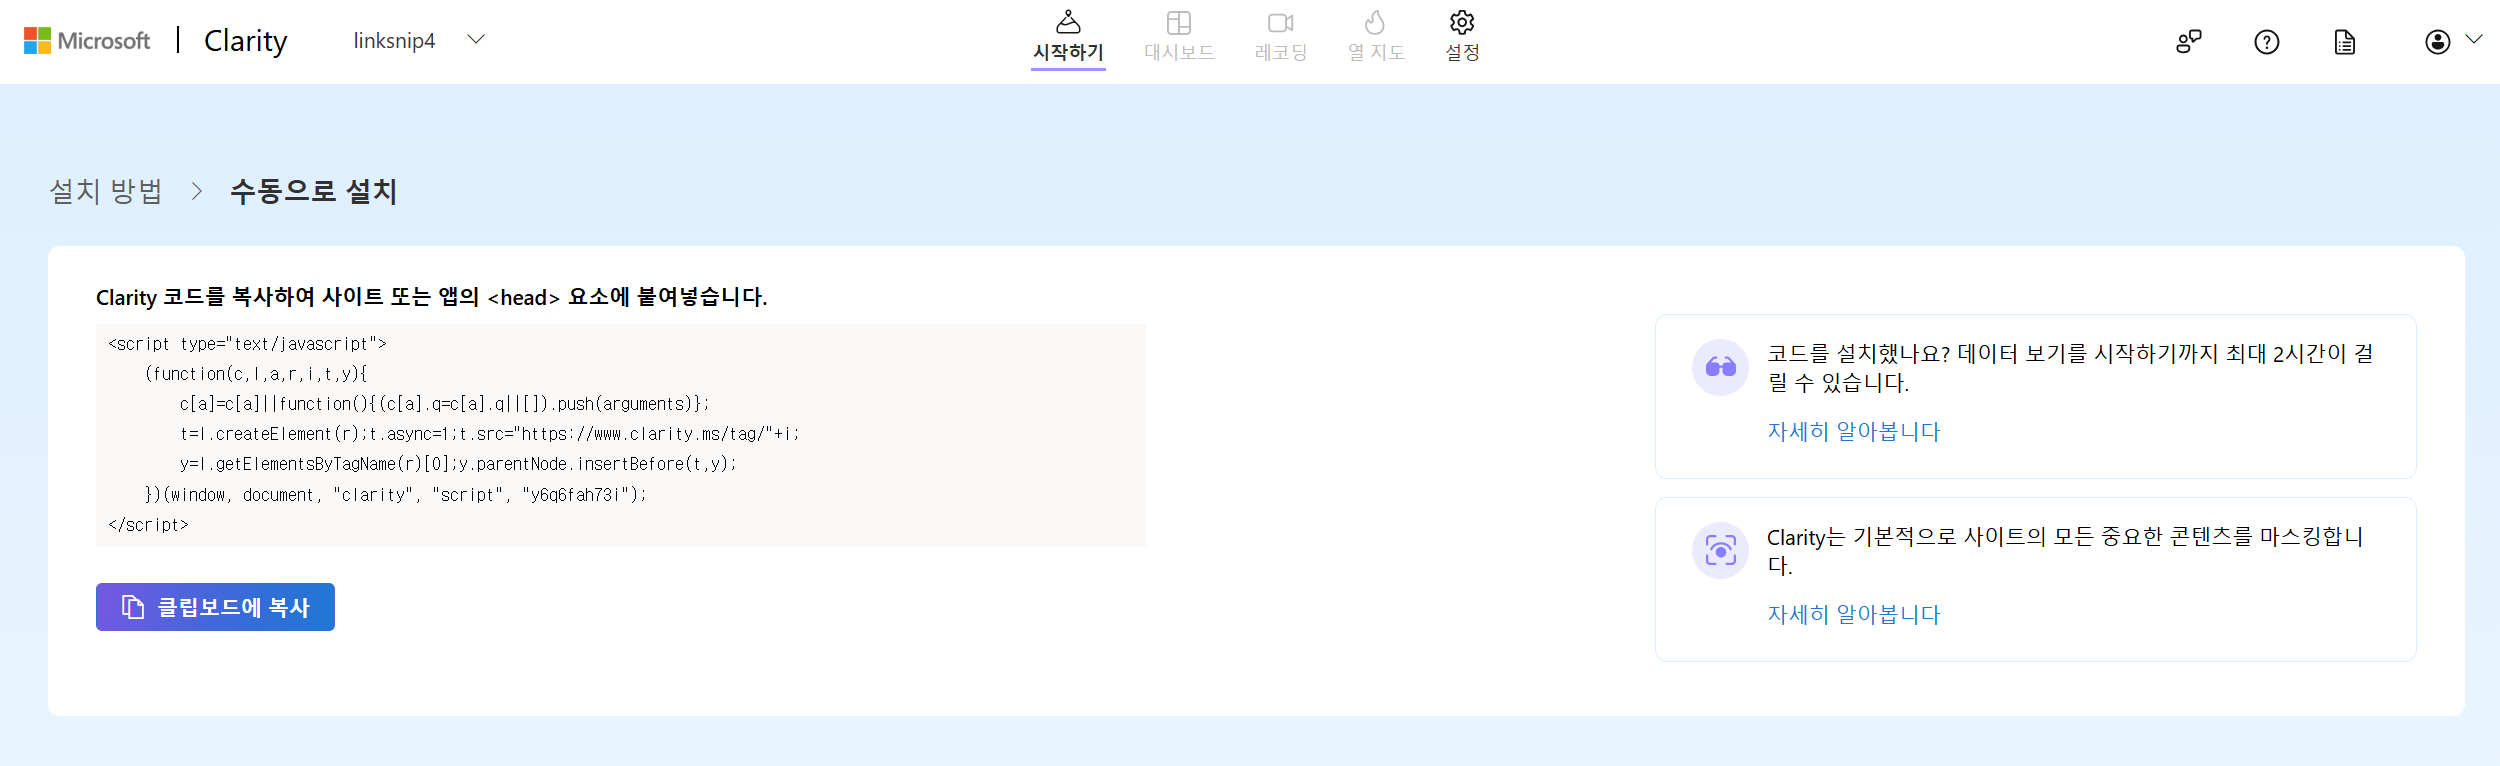 Microsoft | Clarity linksnip4
시작하기 대시보드 레코딩 열 지도 설정
설치 방법 > 수동으로 설치
Clarity 코드를 복사하여 사이트 또는 앱의 <head> 요소에 붙여넣습니다.
<script type="text/javascript">
    (function(c,l,a,r,i,t,y){
        c[a]=c[a]||function(){(c[a].q=c[a].q||[]).push(arguments)};
        t=l.createElement(r);t.async=1;t.src="https://www.clarity.ms/tag/"+i;
        y=l.getElementsByTagName(r)[0];y.parentNode.insertBefore(t,y);
    })(window, document, "clarity", "script", "y6q6fah73i");
</script>
클립보드에 복사
코드를 설치했나요? 데이터 보기를 시작하기까지 최대 2시간이 걸
릴 수 있습니다.
자세히 알아봅니다
Clarity는 기본적으로 사이트의 모든 중요한 콘텐츠를 마스킹합니
다.
자세히 알아봅니다